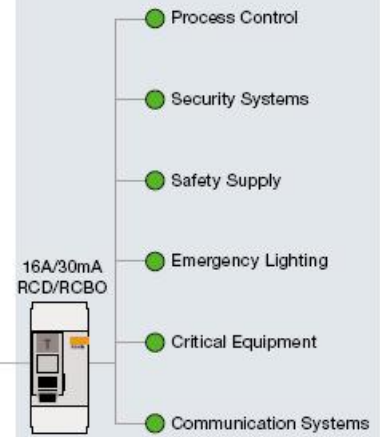 Process Control
Security Systems
Safety Supply
Emergency Lighting
16A/30mA
RCD/RCBO
T
Critical Equipment
Communication Systems